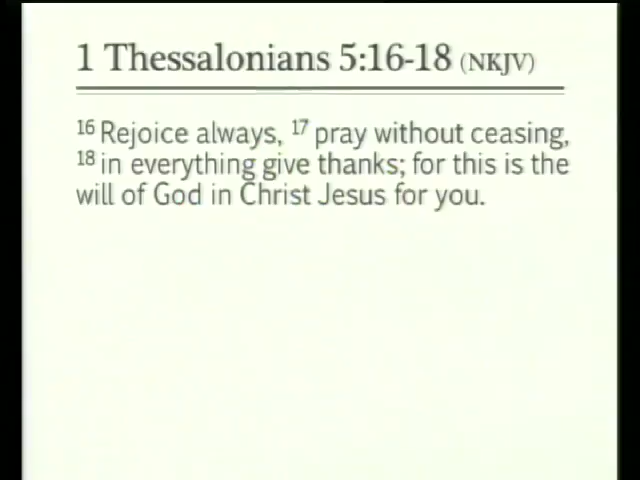 1 Thessalonians 5:16-18 (NKJV)
16 Rejoice always, 17 pray without ceasing,
18 in everything give thanks; for this is the
will of God in Christ Jesus for you.